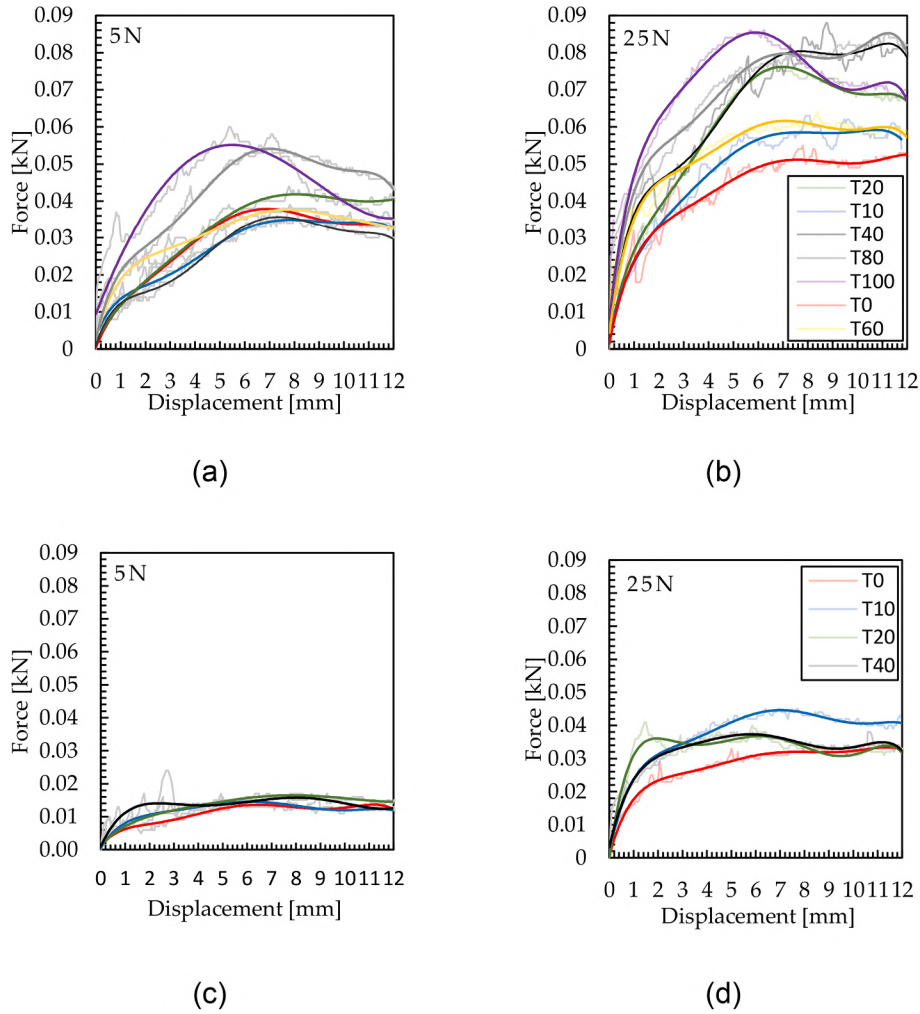 5N
0.09
0.08
0.07
0.06
0.05
0.04
0.03
0.02
0.01
0
Force [kN]
0 1 2 3 4 5 6 7 8 9 10 11 12
Displacement [mm]
(a)
25N
0.09
0.08
0.07
0.06
0.05
0.04
0.03
0.02
0.01
0
Force [kN]
T20
T10
T40
T80
T100
T0
T60
0 1 2 3 4 5 6 7 8 9 10 11 12
Displacement [mm]
(b)
5N
0.09
0.08
0.07
0.06
0.05
0.04
0.03
0.02
0.01
0.00
Force [kN]
0 1 2 3 4 5 6 7 8 9 10 11 12
Displacement [mm]
(c)
25N
0.09
0.08
0.07
0.06
0.05
0.04
0.03
0.02
0.01
0
Force [kN]
T0
T10
T20
T40
0 1 2 3 4 5 6 7 8 9 10 11 12
Displacement [mm]
(d)